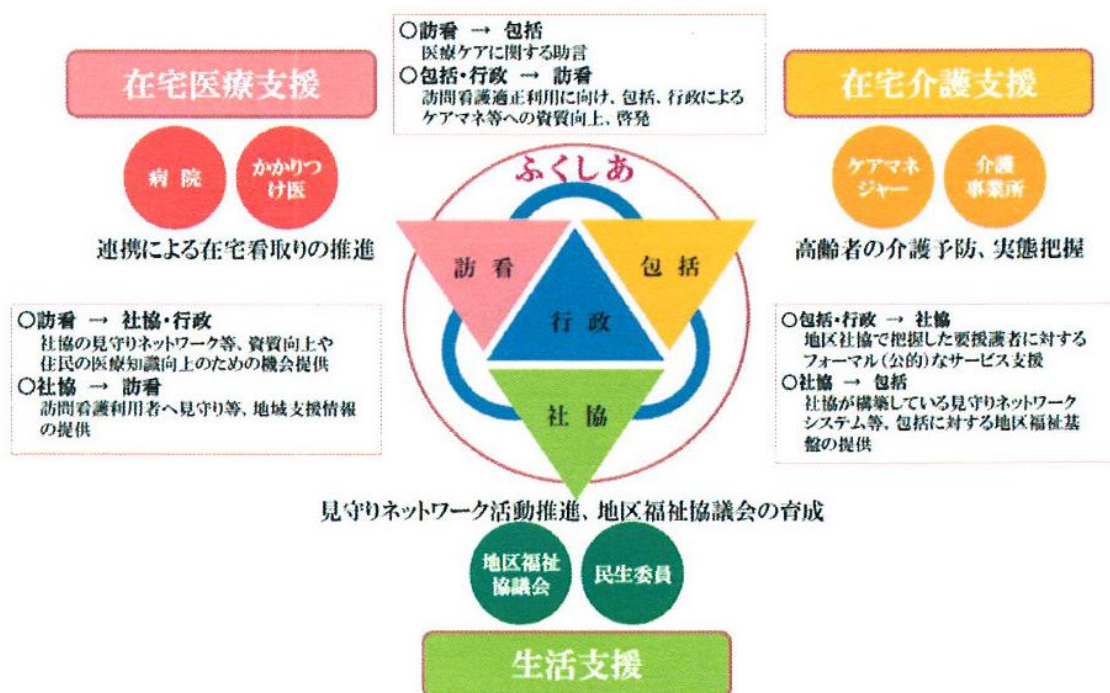 ○訪看 → 包括
医療ケアに関する助言
○包括・行政 → 訪看
訪問看護適正利用に向け、包括、行政による
ケアマネ等への資質向上、啓発
在宅医療支援
病院
かかりつ
け医
連携による在宅看取りの推進
在宅介護支援
ケアマネ
ジャー
介護
事業所
高齢者の介護予防、実態把握
ふくしあ
訪看
包括
行政
社協
○訪看 → 社協・行政
社協の見守りネットワーク等、資質向上や
住民の医療知識向上のための機会提供
○社協 → 訪看
訪問看護利用者へ見守り等、地域支援情報
の提供
○包括・行政 → 社協
地区社協で把握した要援護者に対する
フォーマル(公的)なサービス支援
○社協 → 包括
社協が構築している見守りネットワーク
システム等、包括に対する地区福祉基
盤の提供
見守りネットワーク活動推進、地区福祉協議会の育成
地区福祉
協議会
民生委員
生活支援